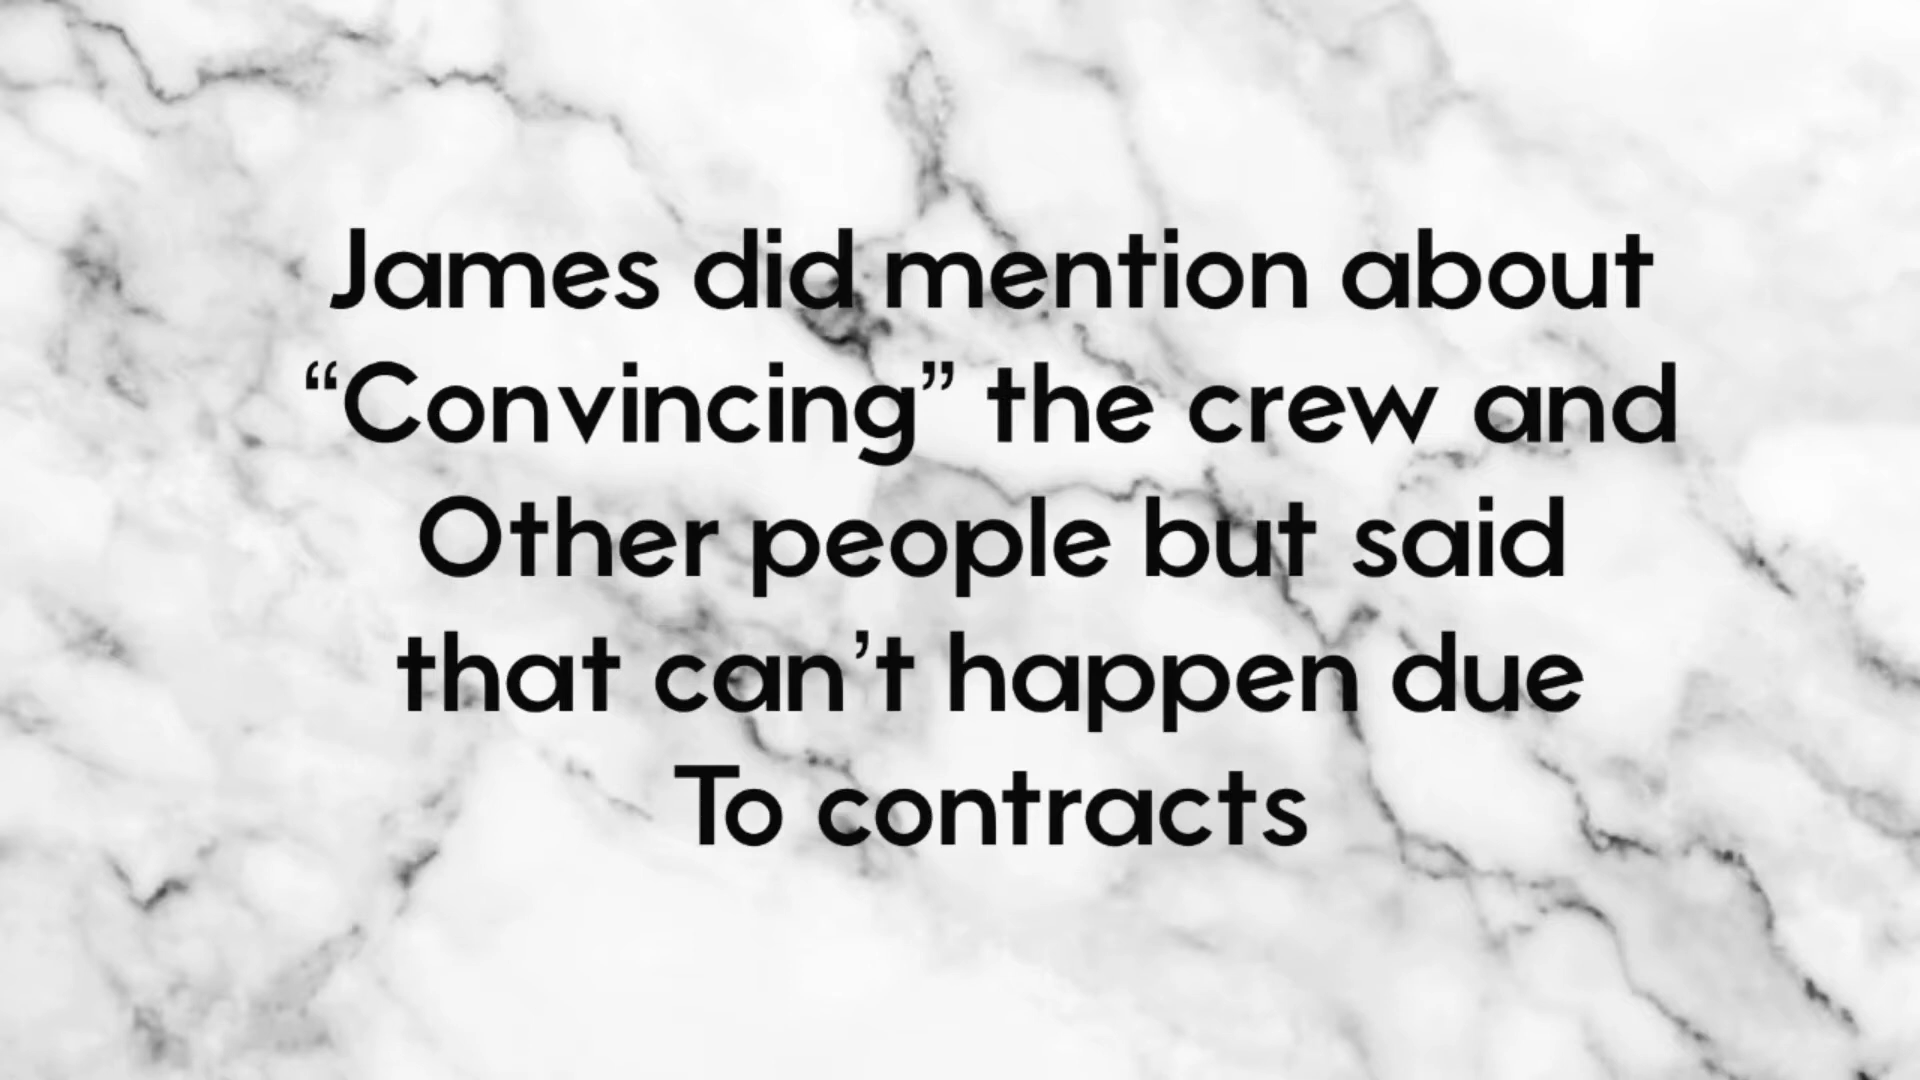 James did mention about
“Convincing” the crew and
Other people but said
that can’t happen due
To contracts